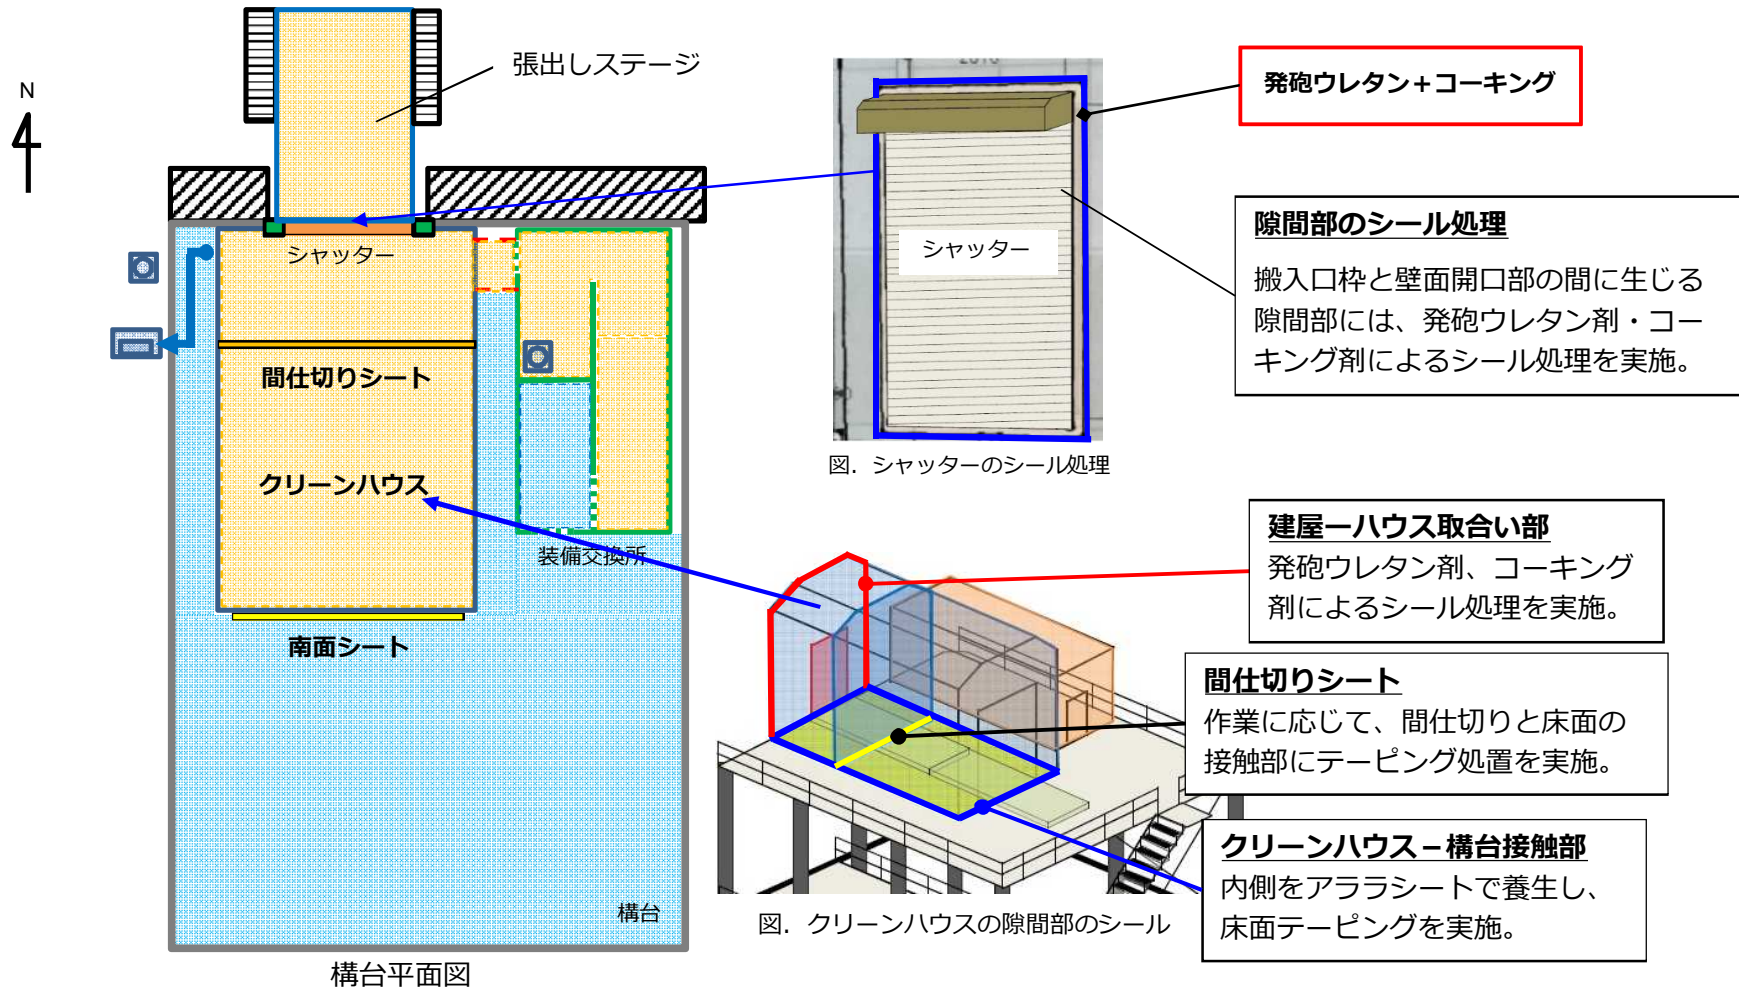 N
張出しステージ
シャッター
間仕切りシート
クリーンハウス
装備交換所
南面シート
構台
構台平面図
シャッター
図．シャッターのシール処理
発砲ウレタン+コーキング
隙間部のシール処理
搬入口枠と壁面開口部の間に生じる
隙間部には、発砲ウレタン剤・コー
キング剤によるシール処理を実施。
建屋ーハウス取合い部
発砲ウレタン剤、コーキング
剤によるシール処理を実施。
間仕切りシート
作業に応じて、間仕切りと床面の
接触部にテーピング処置を実施。
クリーンハウス－構台接触部
内側をアララシートで養生し、
床面テーピングを実施。
図．クリーンハウスの隙間部のシール